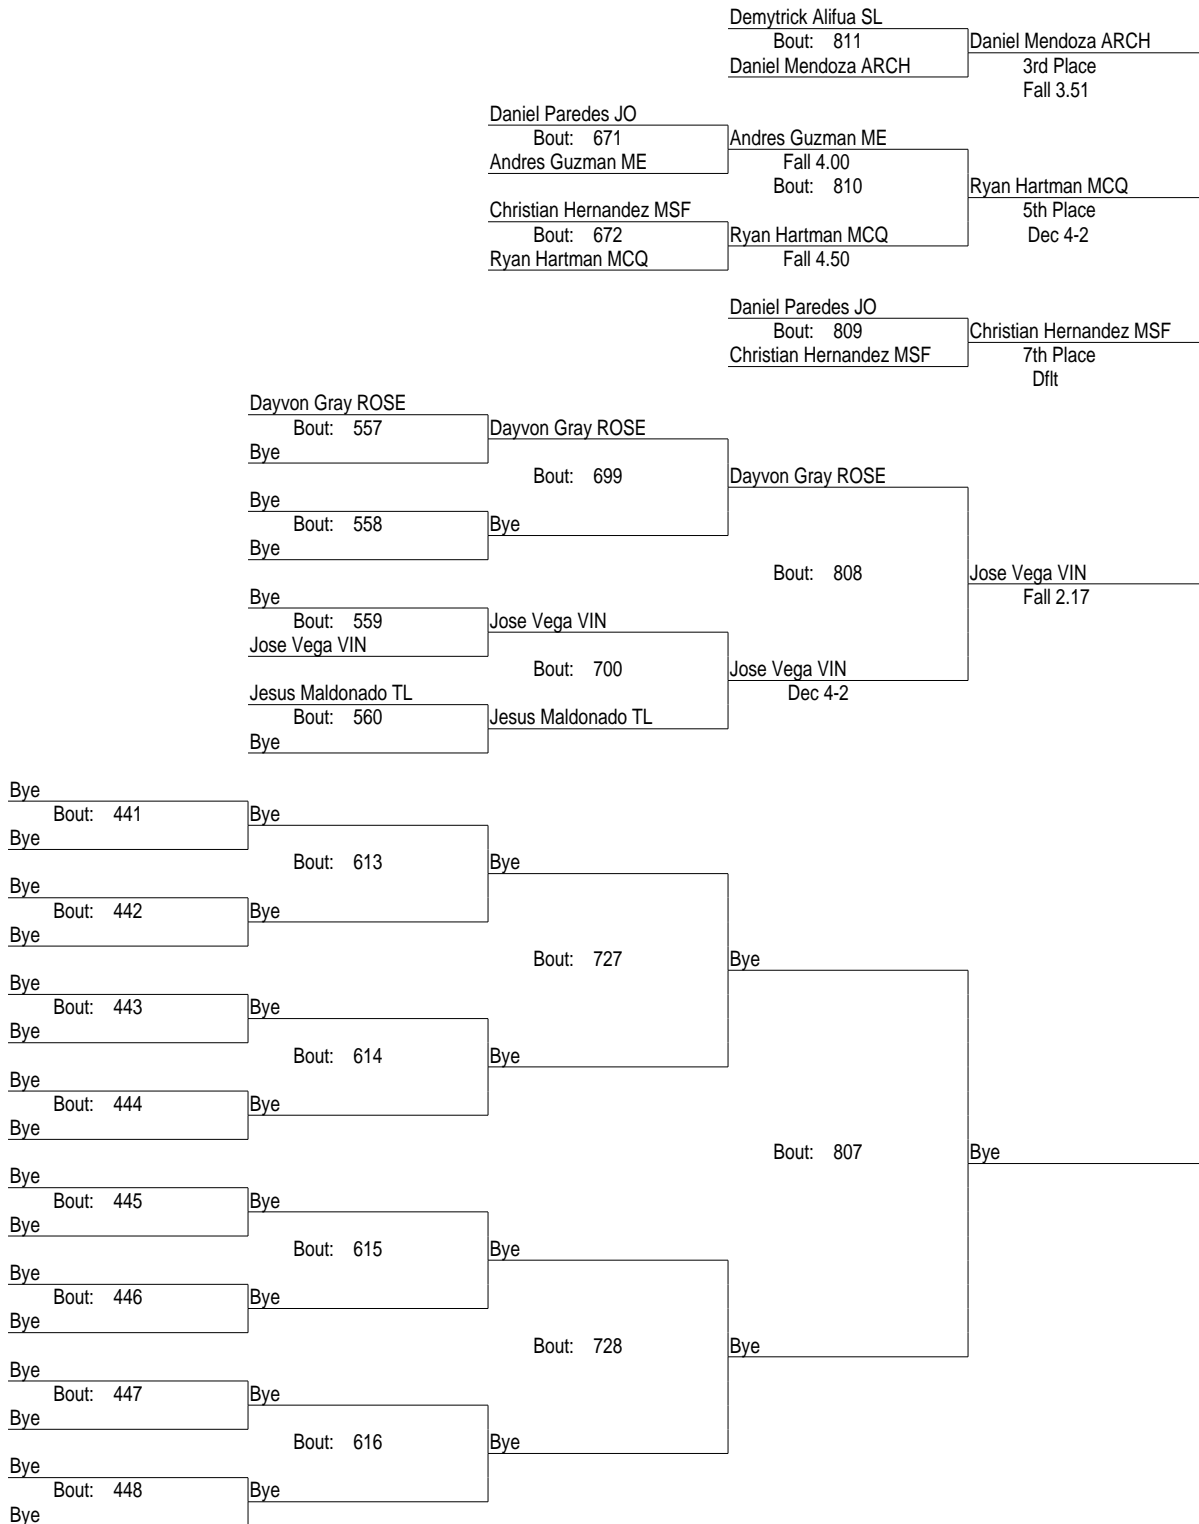 Demytrick Alifua SL
Bout: 811
Daniel Mendoza ARCH
Daniel Mendoza ARCH
3rd Place
Fall 3.51
Daniel Paredes JO
Bout: 671
Andres Guzman ME
Andres Guzman ME
Fall 4.00
Bout: 810
Ryan Hartman MCQ
5th Place
Dec 4-2
Christian Hernandez MSF
Bout: 672
Ryan Hartman MCQ
Ryan Hartman MCQ
Fall 4.50
Daniel Paredes JO
Bout: 809
Christian Hernandez MSF
Christian Hernandez MSF
7th Place
Dflt
Dayvon Gray ROSE
Bout: 557
Bye
Dayvon Gray ROSE
Bout: 699
Dayvon Gray ROSE
Bye
Bout: 558
Bye
Bye
Bout: 808
Jose Vega VIN
Fall 2.17
Bye
Bout: 559
Jose Vega VIN
Jose Vega VIN
Bout: 700
Jose Vega VIN
Dec 4-2
Jesus Maldonado TL
Bout: 560
Bye
Jesus Maldonado TL
Bye
Bout: 441
Bye
Bye
Bout: 613
Bye
Bye
Bout: 442
Bye
Bye
Bout: 727
Bye
Bye
Bout: 443
Bye
Bye
Bout: 614
Bye
Bye
Bout: 444
Bye
Bye
Bout: 807
Bye
Bye
Bout: 445
Bye
Bye
Bout: 615
Bye
Bye
Bout: 446
Bye
Bye
Bout: 728
Bye
Bye
Bout: 447
Bye
Bye
Bout: 616
Bye
Bye
Bout: 448
Bye
Bye